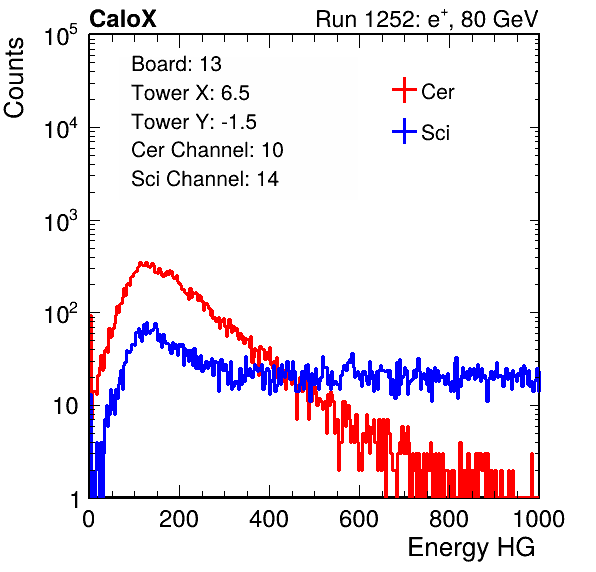 CaloX Run 1252: e⁺, 80 GeV
Counts
10⁵
10⁴
10³
10²
10
1
Board: 13
Tower X: 6.5
Tower Y: -1.5
Cer Channel: 10
Sci Channel: 14
Cer
Sci
0 200 400 600 800 1000
Energy HG